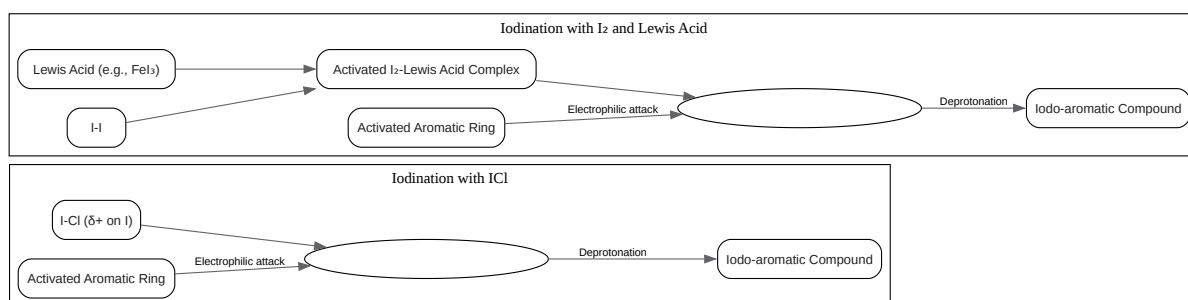 Iodination with I₂ and Lewis Acid
Lewis Acid (e.g., FeI₃)
Activated I₂-Lewis Acid Complex
I-I
Activated Aromatic Ring
Electrophilic attack
Deprotonation
Iodo-aromatic Compound
Iodination with ICl
I-Cl (δ+ on I)
Activated Aromatic Ring
Electrophilic attack
Deprotonation
Iodo-aromatic Compound